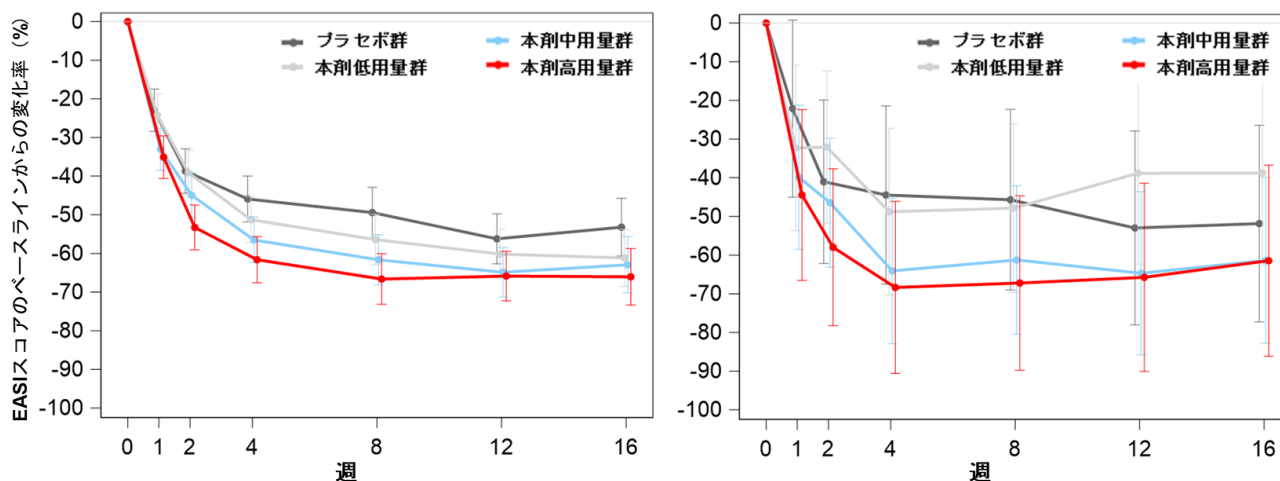 EASIスコアのベースラインからの変化率 (%)
0
-10
-20
-30
-40
-50
-60
-70
-80
-90
-100
プラセボ群
本剤中用量群
本剤低用量群
本剤高用量群
0 1 2 4 8 12 16
週
0
-10
-20
-30
-40
-50
-60
-70
-80
-90
-100
プラセボ群
本剤中用量群
本剤低用量群
本剤高用量群
0 1 2 4 8 12 16
週